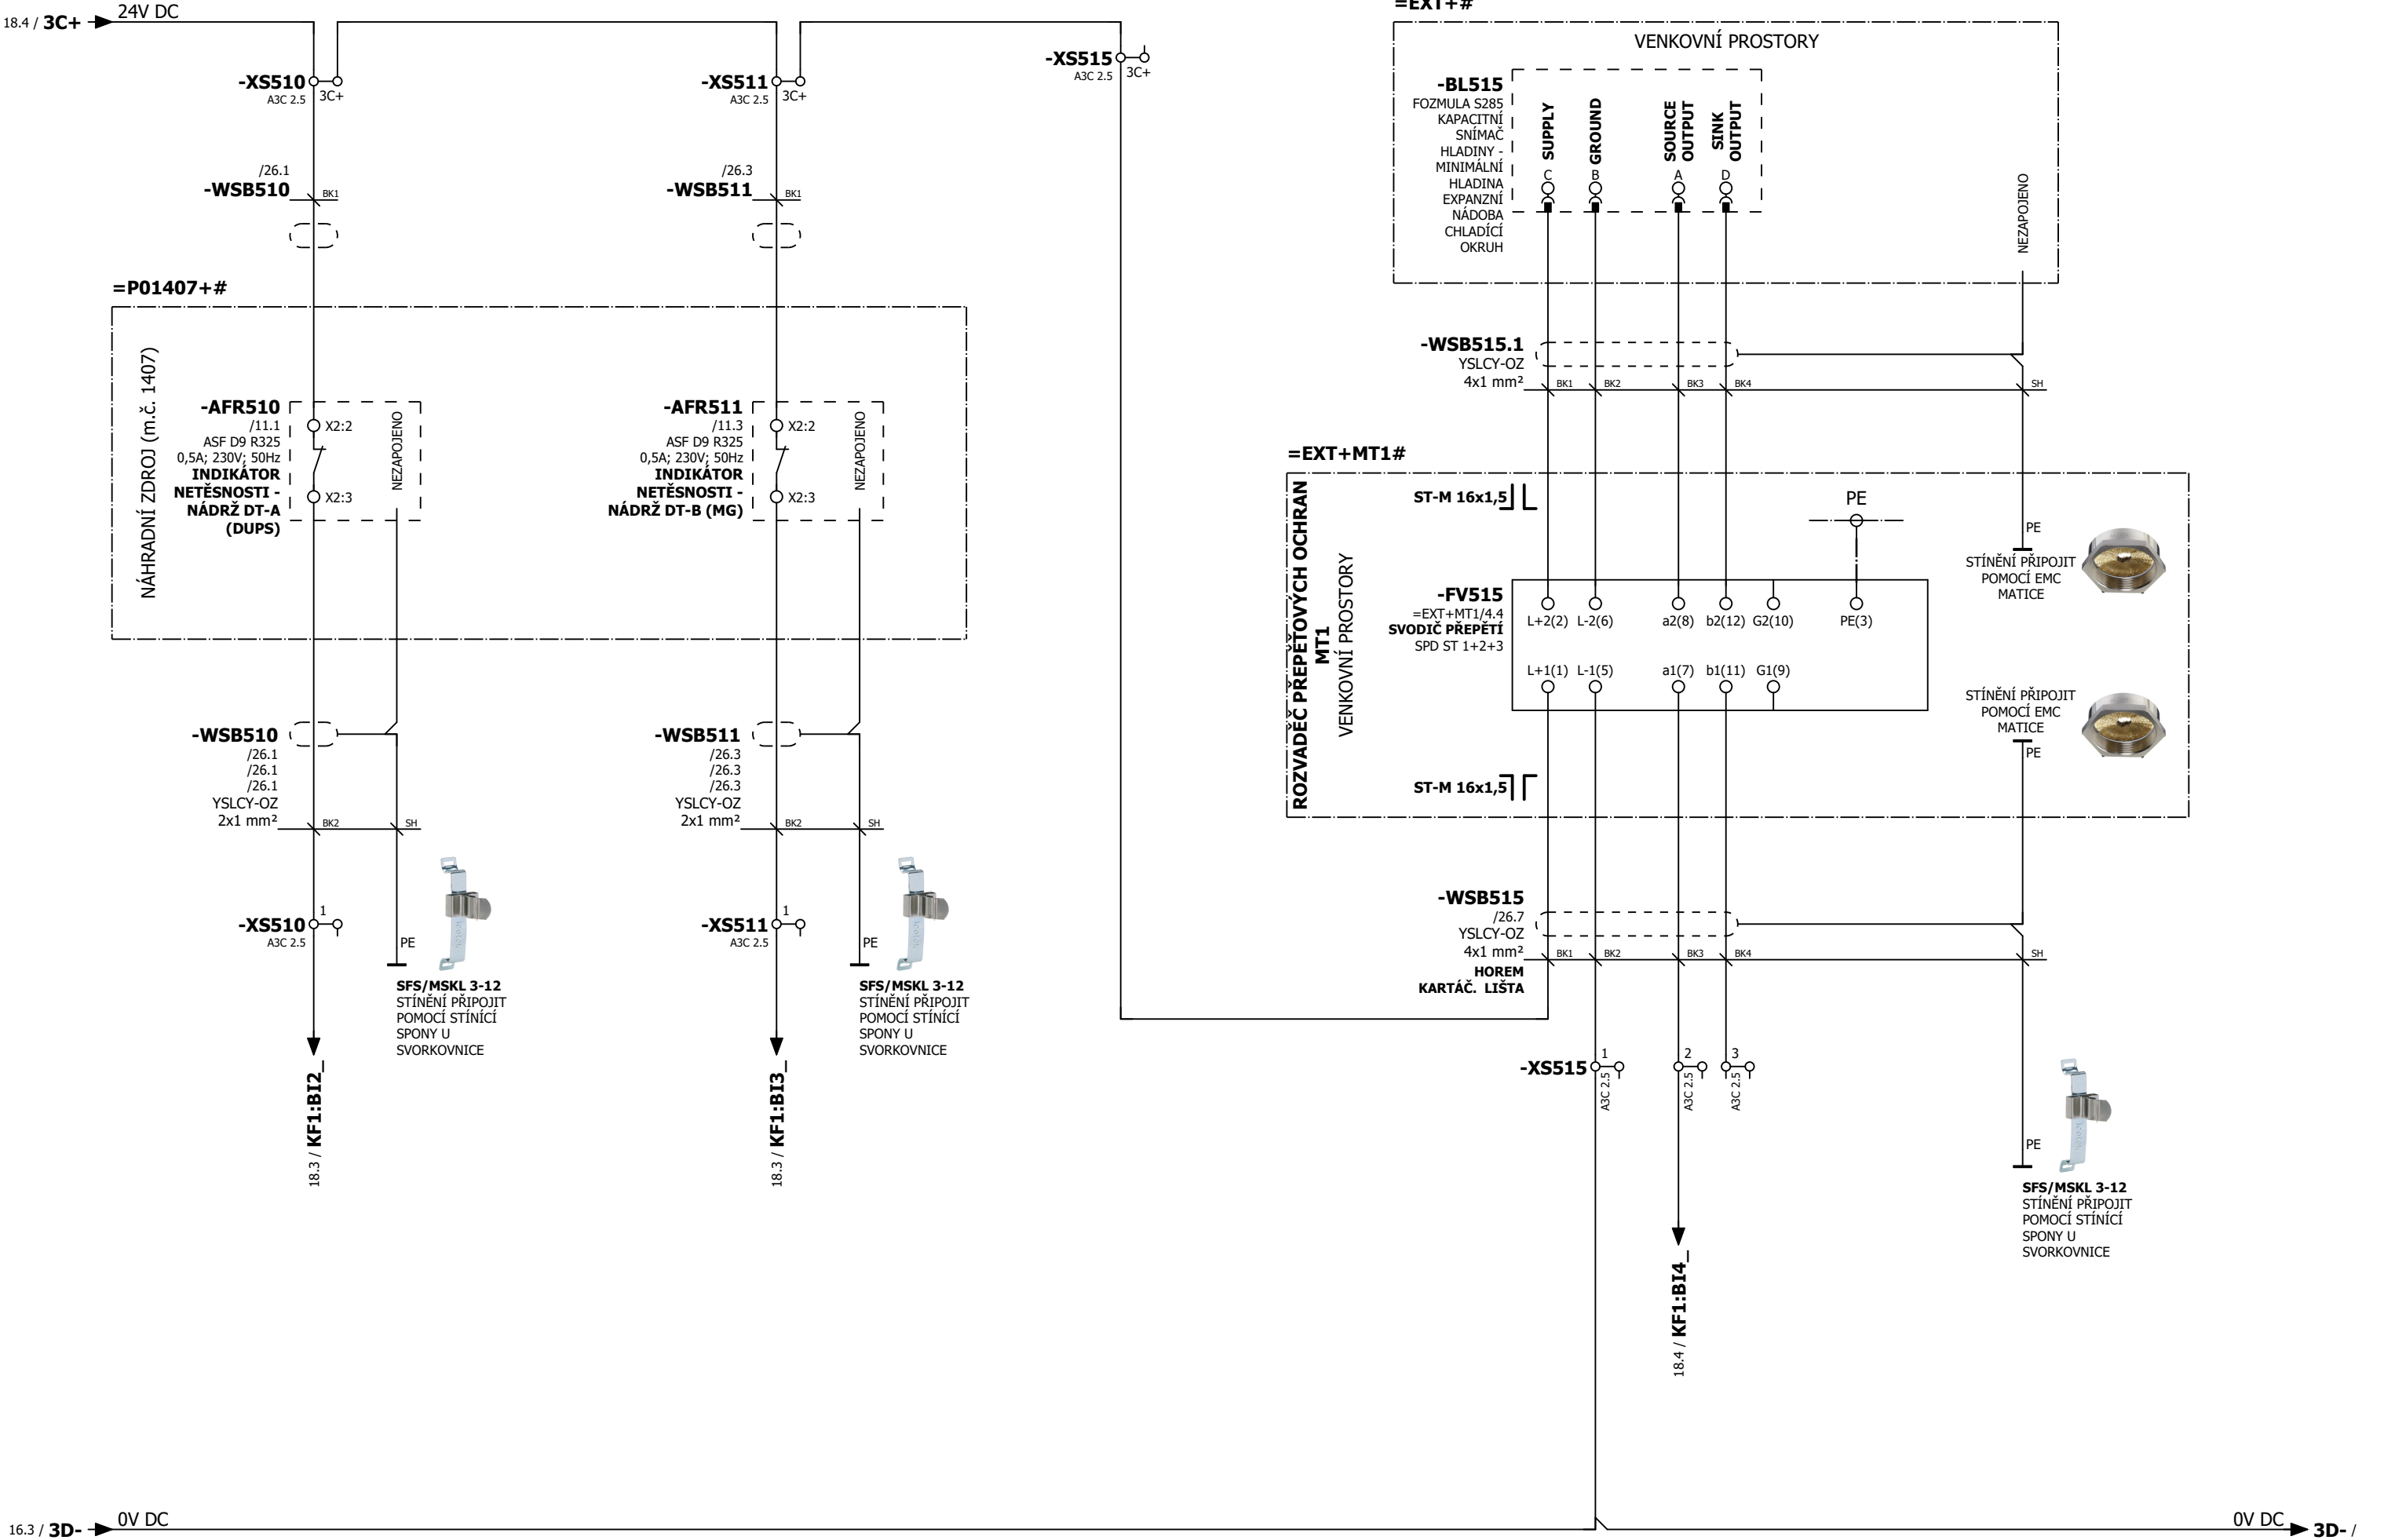 18.4 / 3C+
24V DC
-XS510
A3C 2.5
3C+
-XS511
A3C 2.5
3C+
-XS515
A3C 2.5
3C+
/26.1
-WSB510
BK1
/26.3
-WSB511
BK1
=P01407+#
NÁHRADNÍ ZDROJ (m.č. 1407)
-AFR510
/11.1
ASF D9 R325
0,5A; 230V; 50Hz
INDIKÁTOR
NETĚSNOSTI -
NÁDRŽ DT-A
(DUPS)
X2:2
X2:3
NEZAPOJENO
-AFR511
/11.3
ASF D9 R325
0,5A; 230V; 50Hz
INDIKÁTOR
NETĚSNOSTI -
NÁDRŽ DT-B (MG)
X2:2
X2:3
NEZAPOJENO
-WSB510
/26.1
/26.1
/26.1
YSLCY-OZ
2x1 mm²
BK2
SH
-WSB511
/26.3
/26.3
/26.3
YSLCY-OZ
2x1 mm²
BK2
SH
-XS510
A3C 2.5
1
PE
SFS/MSKL 3-12
STÍNĚNÍ PŘIPOJIT
POMOCÍ STÍNÍCÍ
SPONY U
SVORKOVNICE
-XS511
A3C 2.5
1
PE
SFS/MSKL 3-12
STÍNĚNÍ PŘIPOJIT
POMOCÍ STÍNÍCÍ
SPONY U
SVORKOVNICE
18.3 / KF1:BI2_
18.3 / KF1:BI3_
=EXT+#
VENKOVNÍ PROSTORY
-BL515
FOZMULA S285
KAPACITNÍ
SNÍMAČ
HLADINY -
MINIMÁLNÍ
HLADINA
EXPANZNÍ
NÁDOBA
CHLADÍCÍ
OKRUH
SUPPLY
GROUND
SOURCE
OUTPUT
SINK
OUTPUT
C
B
A
D
NEZAPOJENO
-WSB515.1
YSLCY-OZ
4x1 mm²
BK1
BK2
BK3
BK4
SH
=EXT+MT1#
ROZVADĚČ PŘEPĚŤOVÝCH OCHRAN
MT1
VENKOVNÍ PROSTORY
ST-M 16x1,5
PE
PE
STÍNĚNÍ PŘIPOJIT
POMOCÍ EMC
MATICE
-FV515
=EXT+MT1/4.4
SVODIČ PŘEPĚTÍ
SPD ST 1+2+3
L+2(2)
L-2(6)
a2(8)
b2(12)
G2(10)
PE(3)
L+1(1)
L-1(5)
a1(7)
b1(11)
G1(9)
STÍNĚNÍ PŘIPOJIT
POMOCÍ EMC
MATICE
PE
ST-M 16x1,5
-WSB515
/26.7
YSLCY-OZ
4x1 mm²
HOREM
KARTÁČ. LIŠTA
BK1
BK2
BK3
BK4
SH
-XS515
1
A3C 2.5
2
A3C 2.5
3
A3C 2.5
PE
SFS/MSKL 3-12
STÍNĚNÍ PŘIPOJIT
POMOCÍ STÍNÍCÍ
SPONY U
SVORKOVNICE
18.4 / KF1:BI4_
16.3 / 3D-
0V DC
0V DC
3D- /